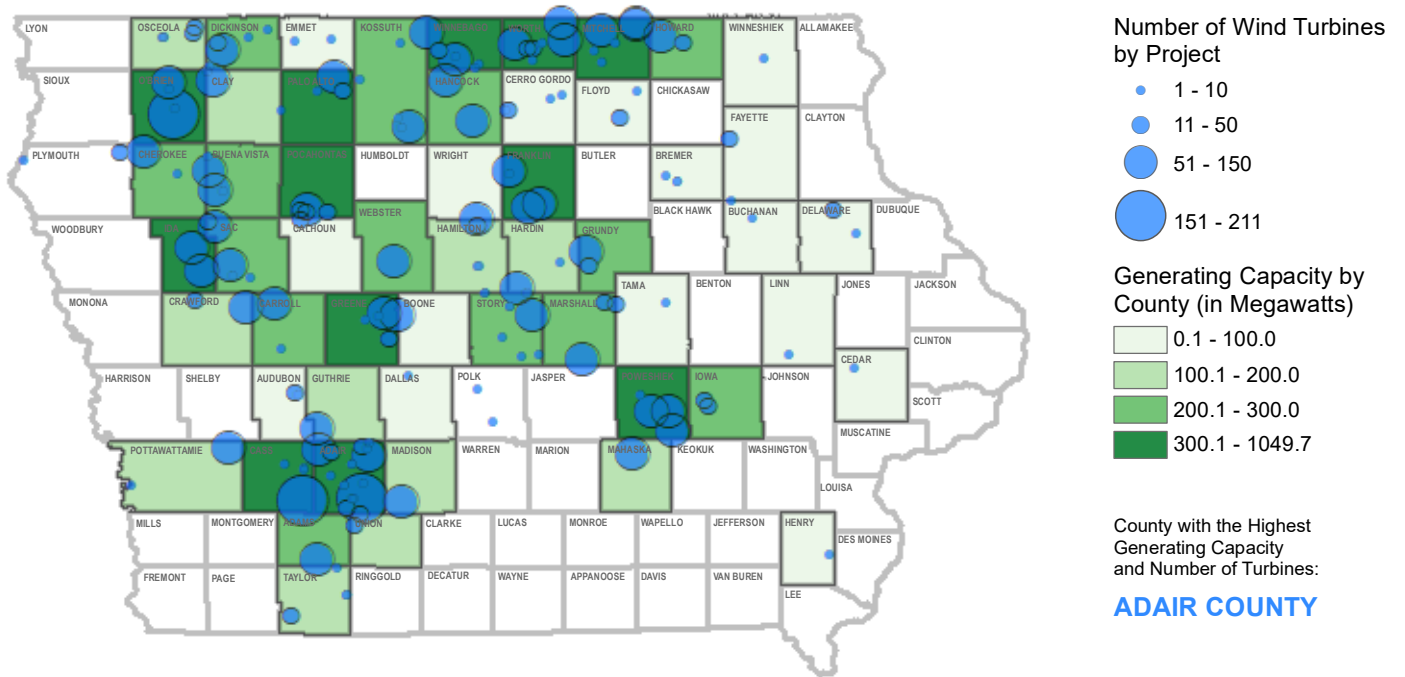 LYON
OSCEOLA
DICKINSON
EMMET
KOSSUTH
HOWARD
WINNESHIEK
ALLAMAKEE
SIOUX
CLAY
HANCOCK
CERRO GORDO
FLOYD
CHICKASAW
FAYETTE
CLAYTON
PLYMOUTH
CHEROKEE
BUENA VISTA
HUMBOLDT
WRIGHT
BUTLER
BREMER
WOODBURY
SAC
CALHOUN
WEBSTER
HAMILTON
HARDIN
GRUNDY
BLACK HAWK
BUCHANAN
DELAWARE
DUBUQUE
MONONA
CRAWFORD
CARROLL
BOONE
STORY
MARSHALL
TAMA
BENTON
LINN
JONES
JACKSON
CLINTON
CEDAR
HARRISON
SHELBY
AUDUBON
GUTHRIE
DALLAS
POLK
JASPER
IOWA
JOHNSON
SCOTT
MUSCATINE
POTTAWATTAMIE
MADISON
WARREN
MARION
MAHASKA
KEOKUK
WASHINGTON
LOUISA
MILLS
MONTGOMERY
ADAMS
UNION
CLARKE
LUCAS
MONROE
WAPELLO
JEFFERSON
HENRY
DES MOINES
FREMONT
PAGE
TAYLOR
RINGGOLD
DECATUR
WAYNE
APPANOOSE
DAVIS
VAN BUREN
LEE
Number of Wind Turbines
by Project
1 - 10
11 - 50
51 - 150
151 - 211
Generating Capacity by
County (in Megawatts)
0.1 - 100.0
100.1 - 200.0
200.1 - 300.0
300.1 - 1049.7
County with the Highest
Generating Capacity
and Number of Turbines:
ADAIR COUNTY